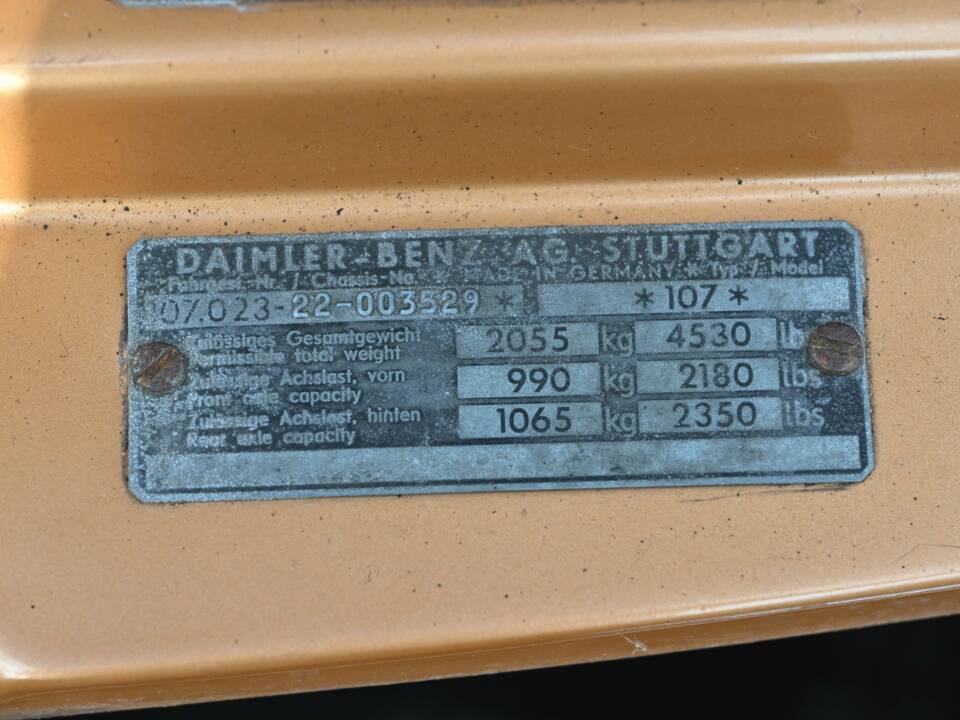 DAIMLER-BENZ AG. STUTTGART
Fahrgest.-Nr. / Chassis-No. * MADE IN GERMANY * Typ / Model
07.023-22-003529 * *107*
Zulässiges Gesamtgewicht 2055 kg 4530 lbs
Permissible total weight
Zulässige Achslast, vorn 990 kg 2180 lbs
Front axle capacity
Zulässige Achslast, hinten 1065 kg 2350 lbs
Rear axle capacity